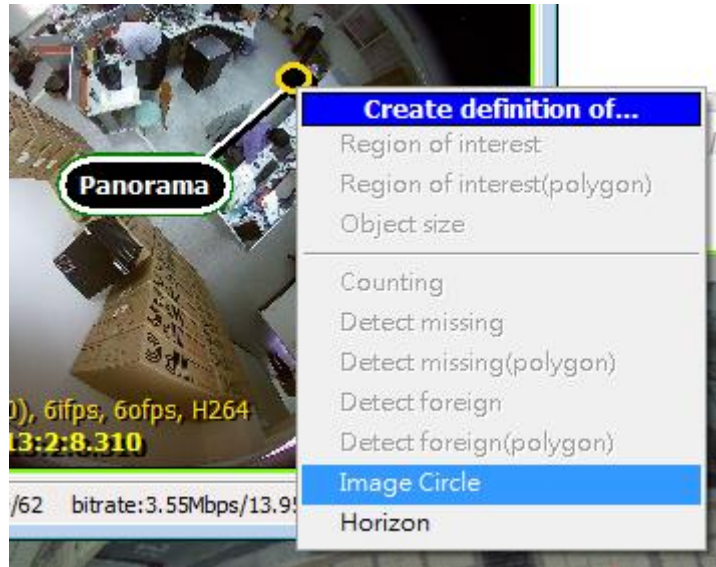 Create definition of...
Region of interest
Region of interest(polygon)
Panorama
Object size
Counting
Detect missing
Detect missing(polygon)
0), 6ifps, 6ofps, H264
Detect foreign
13:2:8.310
Detect foreign(polygon)
Image Circle
/62 bitrate:3.55Mbps/13.95
Horizon